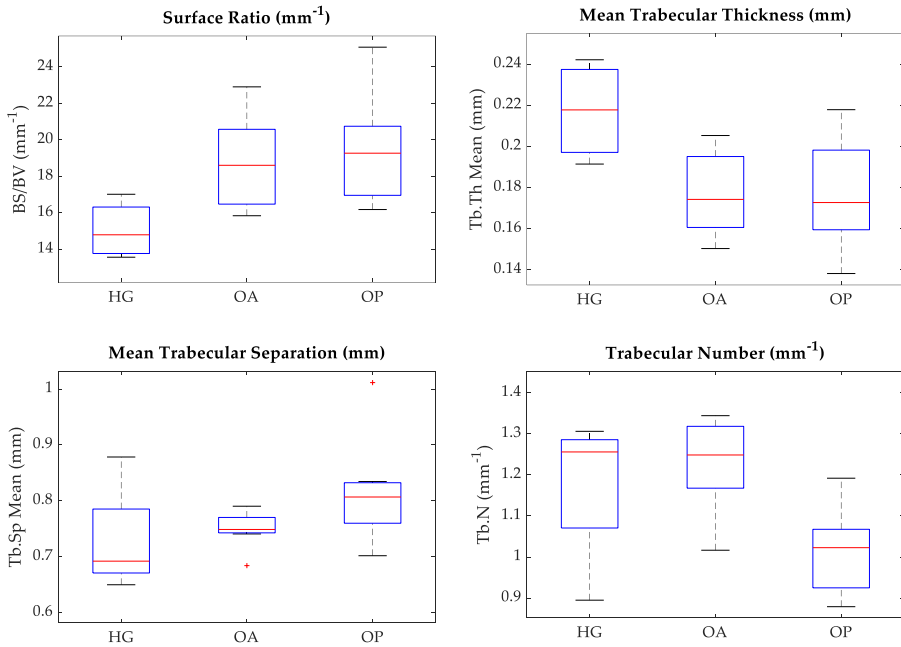 Surface Ratio (mm-1)
BS/BV (mm-1)
24
22
20
18
16
14
HG OA OP
Mean Trabecular Thickness (mm)
Tb.Th Mean (mm)
0.24
0.22
0.2
0.18
0.16
0.14
HG OA OP
Mean Trabecular Separation (mm)
Tb.Sp Mean (mm)
1
0.9
0.8
0.7
0.6
HG OA OP
Trabecular Number (mm-1)
Tb.N (mm-1)
1.4
1.3
1.2
1.1
1
0.9
HG OA OP